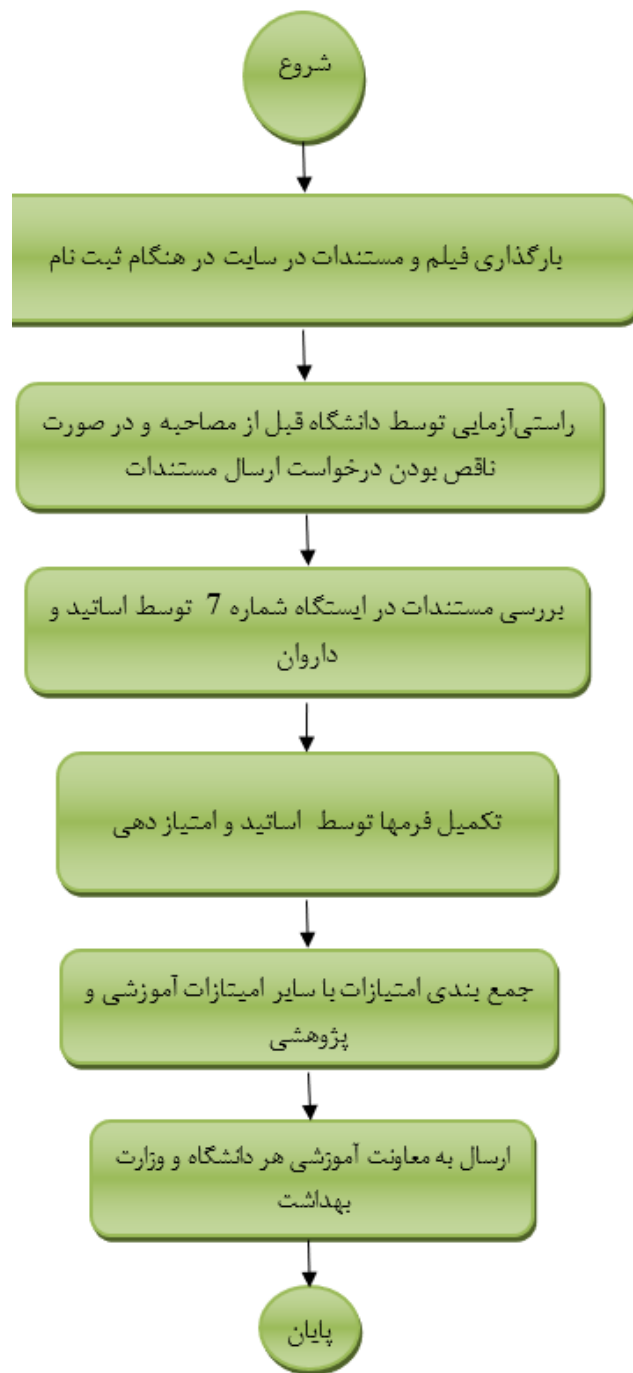 شروع
بارگذاری فیلم و مستندات در سایت در هنگام ثبت نام
راستی‌آزمایی توسط دانشگاه قبل از مصاحبه و در صورت
ناقص بودن درخواست ارسال مستندات
بررسی مستندات در ایستگاه شماره 7 توسط اساتید و
داروان
تکمیل فرمها توسط اساتید و امتیاز دهی
جمع بندی امتیازات با سایر امیتازات آموزشی و
پژوهشی
ارسال به معاونت آموزشی هر دانشگاه و وزارت
بهداشت
پایان